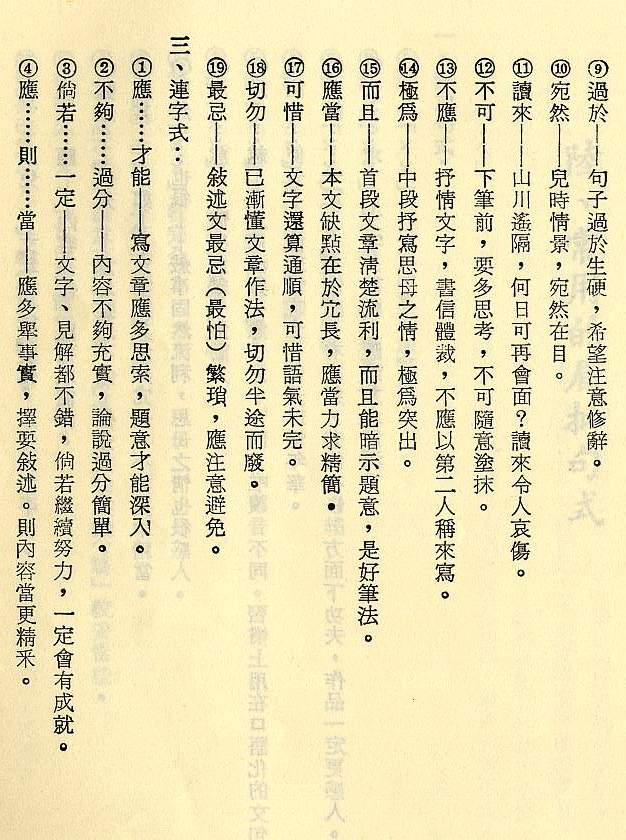 ⑨過於——句子過於生硬，希望注意修辭。
⑩宛然——兒時情景，宛然在目。
⑪讀來——山川遙隔，何日可再會面？讀來令人哀傷。
⑫不可——下筆前，要多思考，不可隨意塗抹。
⑬不應——抒情文字，書信體裁，不應以第二人稱來寫。
⑭極爲——中段抒寫思母之情，極爲突出。
⑮而且——首段文章淸楚流利，而且能暗示題意，是好筆法。
⑯應當——本文缺點在於冗長，應當力求精簡。
⑰可惜——文字還算通順，可惜語氣未完。
⑱切勿——已漸懂文章作法，切勿半途而廢。
⑲最忌——敍述文最忌（最怕）繁瑣，應注意避免。
三、連字式：
①應……才能——寫文章應多思索，題意才能深入。
②不夠……過分——內容不夠充實，論說過分簡單。
③倘若……一定——文字、見解都不錯，倘若繼續努力，一定會有成就。
④應……則……當——應多舉事實，擇要敍述。則內容當更精釆。